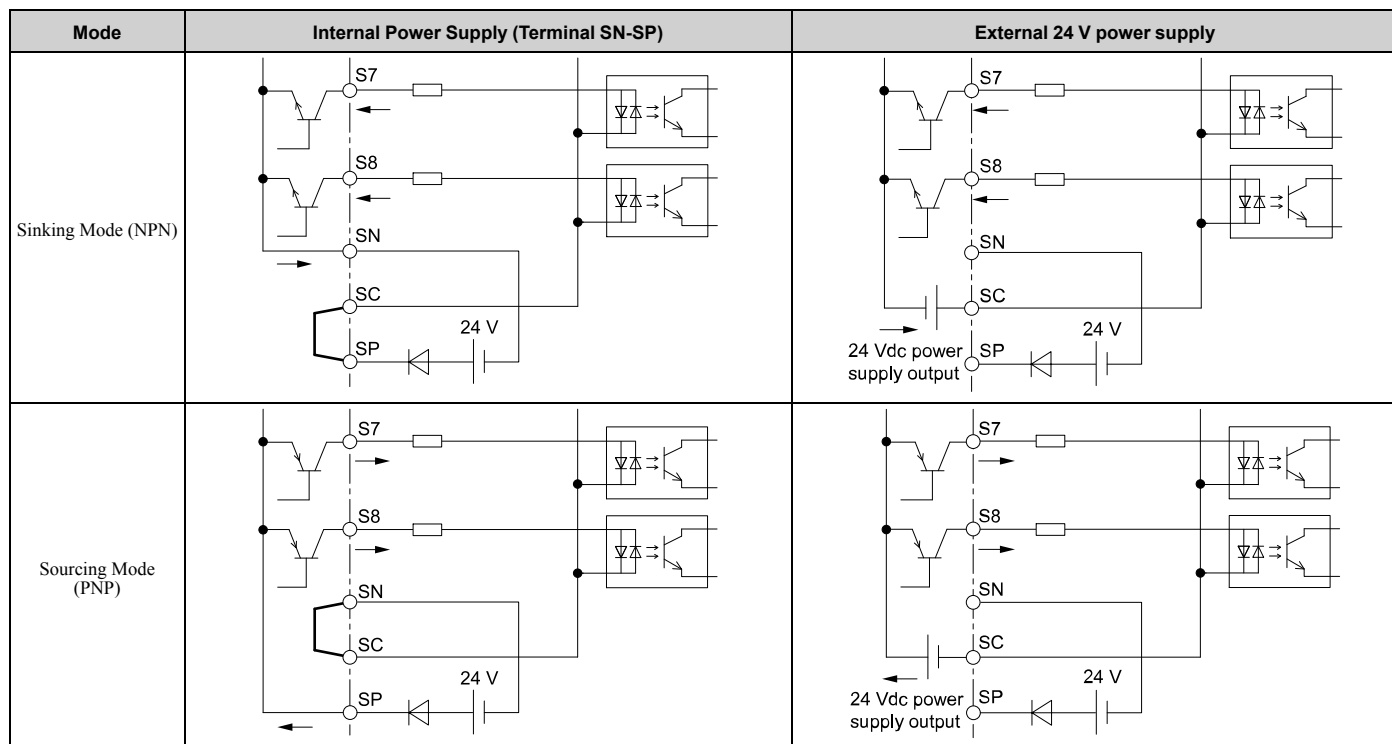 Mode
Internal Power Supply (Terminal SN-SP)
External 24 V power supply
Sinking Mode (NPN)
S7
S8
SN
SC
24 V
SP
S7
S8
SN
SC
24 V
24 Vdc power
supply output
SP
Sourcing Mode
(PNP)
S7
S8
SN
SC
24 V
SP
S7
S8
SN
SC
24 V
24 Vdc power
supply output
SP